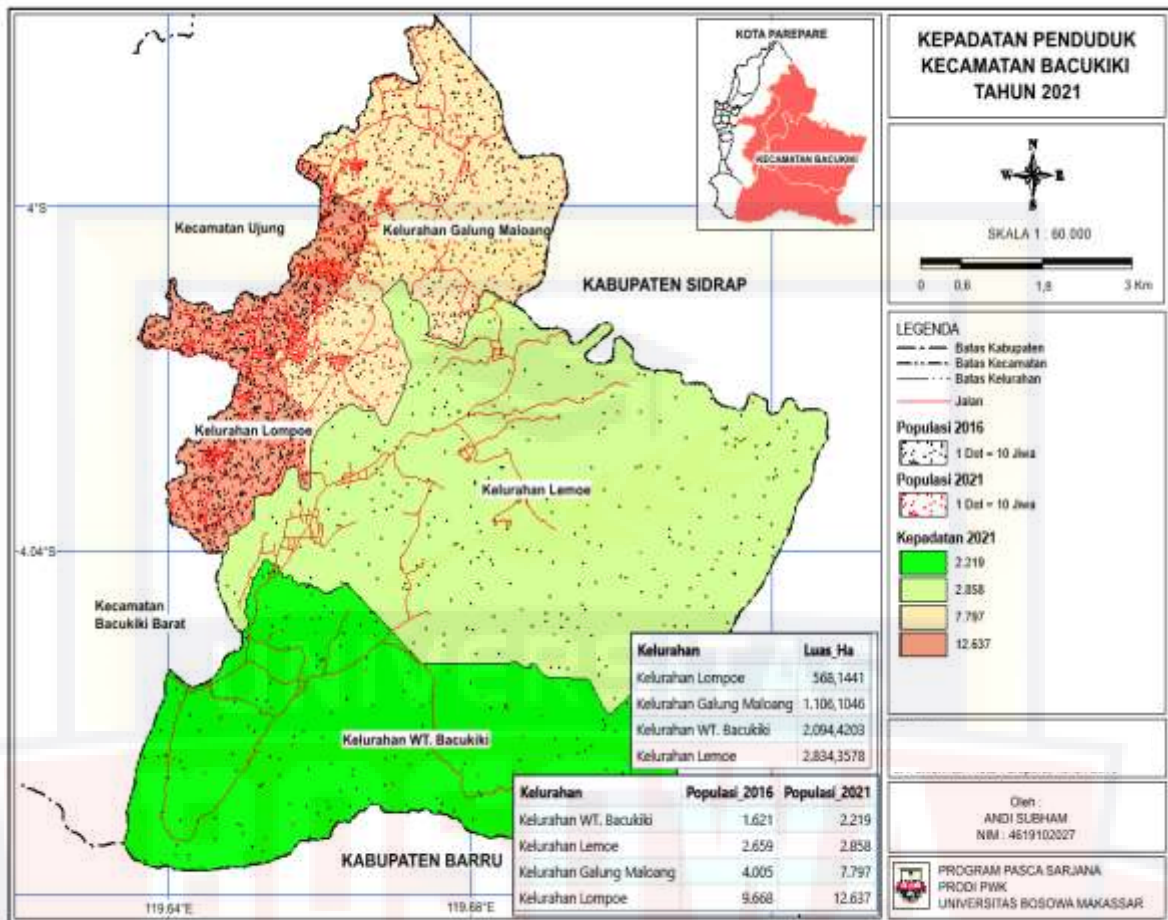 KEPADATAN PENDUDUK
KECAMATAN BACUKIKI
TAHUN 2021
N
W E
S
SKALA 1 : 60.000
0 0,6 1,8 3 Km
LEGENDA
Batas Kabupaten
Batas Kecamatan
Batas Kelurahan
Jalan
Populasi 2016
1 Dot = 10 Jiwa
Populasi 2021
1 Dot = 10 Jiwa
Kepadatan 2021
2.219
2.858
7.797
12.637
Oleh :
ANDI SUBHAM
NIM : 4619102027
PROGRAM PASCA SARJANA
PRODI PWK
UNIVERSITAS BOSOWA MAKASSAR
KOTA PAREPARE
KECAMATAN BACUKIKI
4°S
Kecamatan Ujung
Kelurahan Galung Maloang
KABUPATEN SIDRAP
Kelurahan Lompoe
Kelurahan Lemoe
4.04°S
Kecamatan
Bacukiki Barat
Kelurahan WT. Bacukiki
KABUPATEN BARRU
119.64°E 119.68°E
Kelurahan Luas_Ha
Kelurahan Lompoe 568,1441
Kelurahan Galung Maloang 1.106,1046
Kelurahan WT. Bacukiki 2,094,4203
Kelurahan Lemoe 2,834,3578
Kelurahan Populasi_2016 Populasi_2021
Kelurahan WT. Bacukiki 1.621 2.219
Kelurahan Lemoe 2.659 2.858
Kelurahan Galung Maloang 4.005 7.797
Kelurahan Lompoe 9.668 12.637